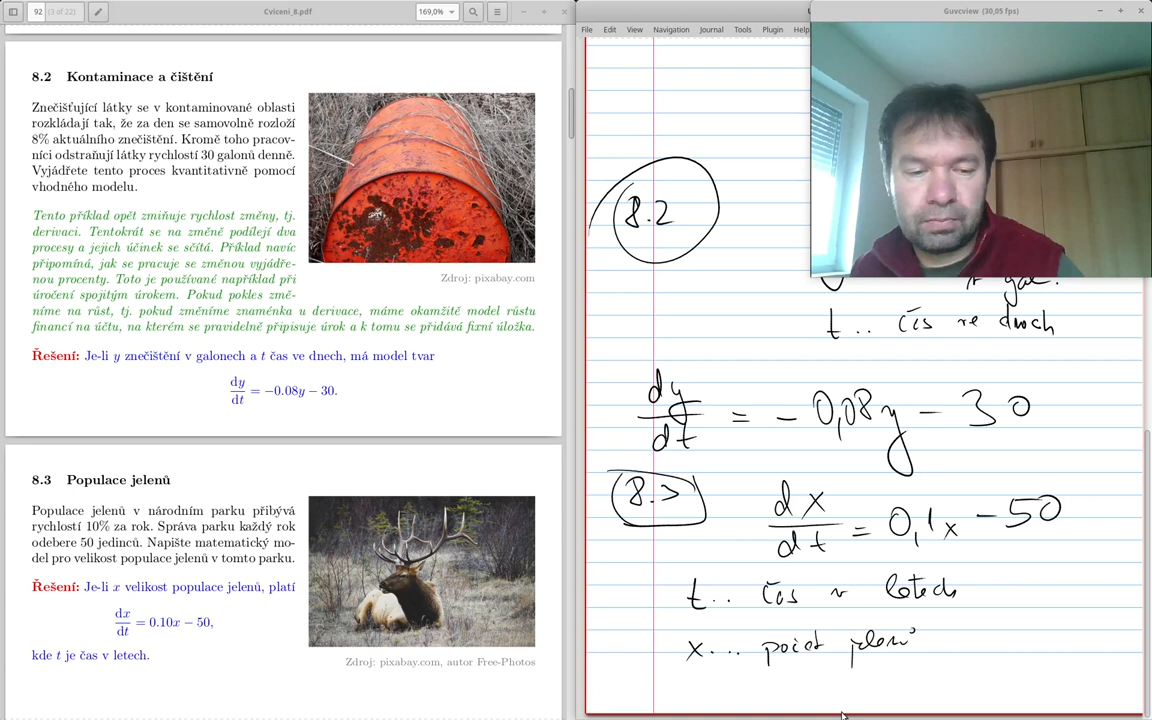 92 (3 of 22)
Cviceni_8.pdf
169,0%
8.2 Kontaminace a čištění
Znečišťující látky se v kontaminované oblasti
rozkládají tak, že za den se samovolně rozloží
8% aktuálního znečištění. Kromě toho pracov-
níci odstraňují látky rychlostí 30 galonů denně.
Vyjádřete tento proces kvantitativně pomocí
vhodného modelu.
Tento příklad opět zmiňuje rychlost změny, tj.
derivaci. Tentokrát se na změně podílejí dva
procesy a jejich účinek se sčítá. Příklad navíc
připomíná, jak se pracuje se změnou vyjádře-
nou procenty. Toto je používané například při
úročení spojitým úrokem. Pokud pokles změ-
níme na růst, tj. pokud změníme znaménka u derivace, máme okamžitě model růstu
financí na účtu, na kterém se pravidelně připisuje úrok a k tomu se přidává fixní úložka.
Zdroj: pixabay.com
Řešení: Je-li y znečištění v galonech a t čas ve dnech, má model tvar
dy/dt = −0.08y − 30.
8.3 Populace jelenů
Populace jelenů v národním parku přibývá
rychlostí 10% za rok. Správa parku každý rok
odebere 50 jedinců. Napište matematický mo-
del pro velikost populace jelenů v tomto parku.
Řešení: Je-li x velikost populace jelenů, platí
dx/dt = 0.10x − 50,
kde t je čas v letech.
Zdroj: pixabay.com, autor Free-Photos
File Edit View Navigation Journal Tools Plugin Help
Guvcview (30,05 fps)
8.2
gal.
t.. čas ve dnech
dy/dt = - 0,08y - 30
8.3
dx/dt = 0,1x - 50
t.. čas v letech
x... počet jelenů